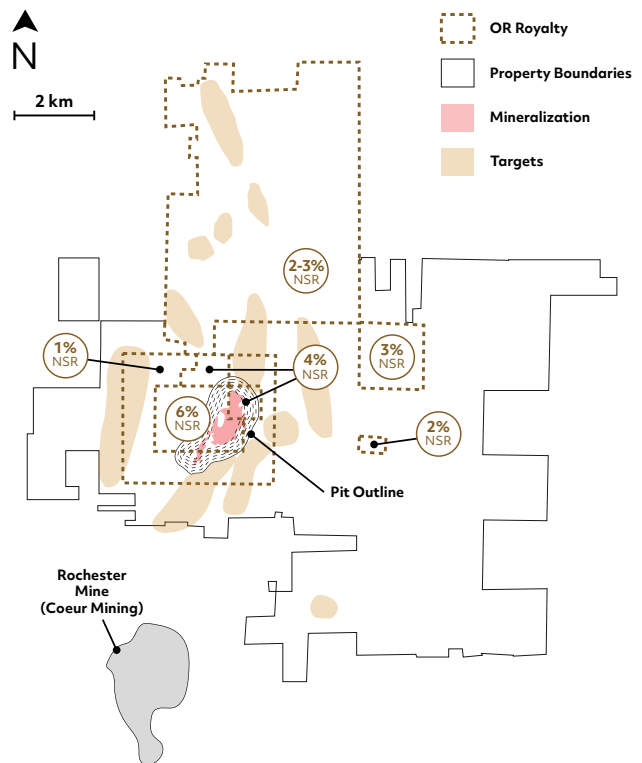 N
2 km
OR Royalty
Property Boundaries
Mineralization
Targets
2-3%
NSR
1%
NSR
4%
NSR
3%
NSR
6%
NSR
2%
NSR
Pit Outline
Rochester
Mine
(Coeur Mining)